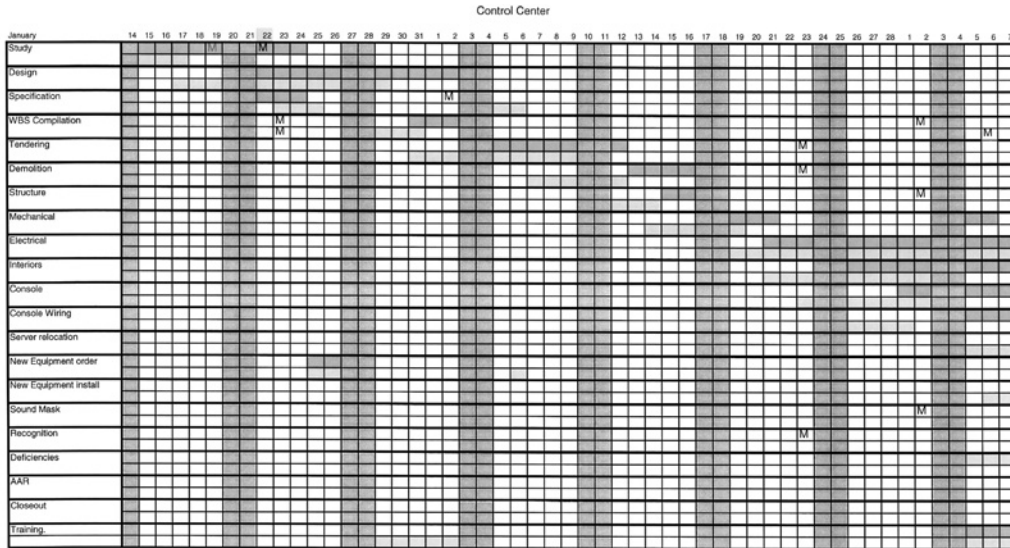 Control Center
January 14 15 16 17 18 19 20 21 22 23 24 25 26 27 28 29 30 31 1 2 3 4 5 6 7 8 9 10 11 12 13 14 15 16 17 18 19 20 21 22 23 24 25 26 27 28 1 2 3 4 5 6 7
Study M M
Design
Specification M
WBS Compilation M M
M M
Tendering M
Demolition M
Structure M
Mechanical
Electrical
Interiors
Console
Console Wiring
Server relocation
New Equipment order
New Equipment install
Sound Mask M
Recognition M
Deficiencies
AAR
Closeout
Training.